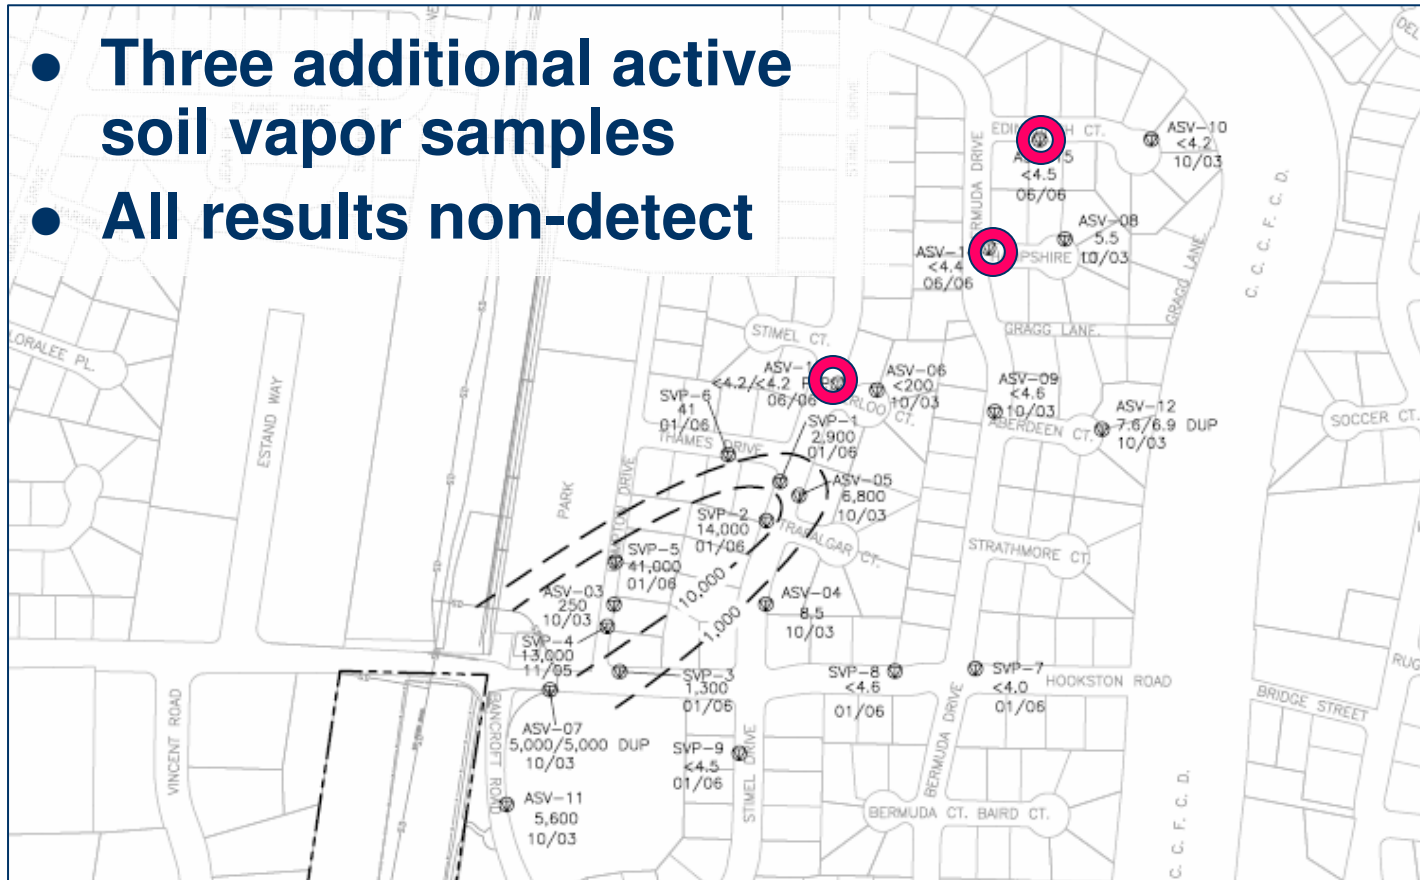 ● Three additional active
soil vapor samples
● All results non-detect
STIMEL DRIVE
BERMUDA DRIVE
ASV-10
<4.2
10/03
<4.5
06/06
ASV-08
5.5
10/03
<4.4
06/06
GRAGG LANE
C. C. C. F. C. D.
GRAGG LANE.
STIMEL CT.
LORALEE PL.
ESTAND WAY
<4.2/<4.2
06/06
ASV-06
<200
10/03
ASV-09
<4.6
10/03
ABERDEEN CT.
ASV-12
7.6/6.9 DUP
10/03
SOCCER CT.
SVP-6
41
01/06
THAMES DRIVE
SVP-1
2,900
01/06
ASV-05
6,800
10/03
PARK
SVP-2
14,000
01/06
TRAFALGAR CT.
STRATHMORE CT.
SVP-5
41,000
01/06
10,000
1,000
ASV-03
250
10/03
ASV-04
8.5
10/03
SVP-4
13,000
11/05
SVP-3
1,300
01/06
SVP-8
<4.6
01/06
SVP-7
<4.0
01/06
HOOKSTON ROAD
BRIDGE STREET
VINCENT ROAD
BANCROFT ROAD
ASV-07
5,000/5,000 DUP
10/03
SVP-9
<4.5
01/06
STIMEL DRIVE
BERMUDA DRIVE
ASV-11
5,600
10/03
BERMUDA CT. BAIRD CT.
C. C. C. F. C. D.